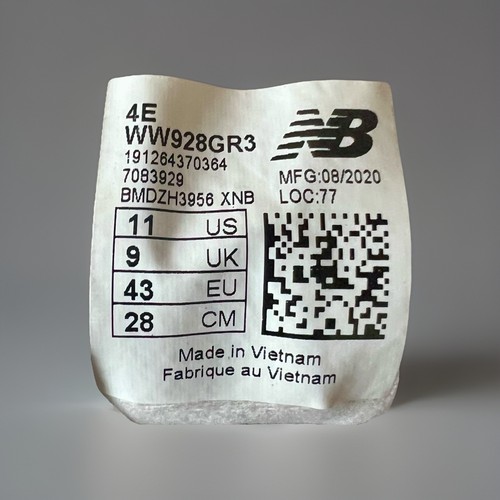 4E
WW928GR3
191264370364
7083929
BMDZH3956 XNB
NB
MFG:08/2020
LOC:77
11 US
9 UK
43 EU
28 CM
Made in Vietnam
Fabrique au Vietnam